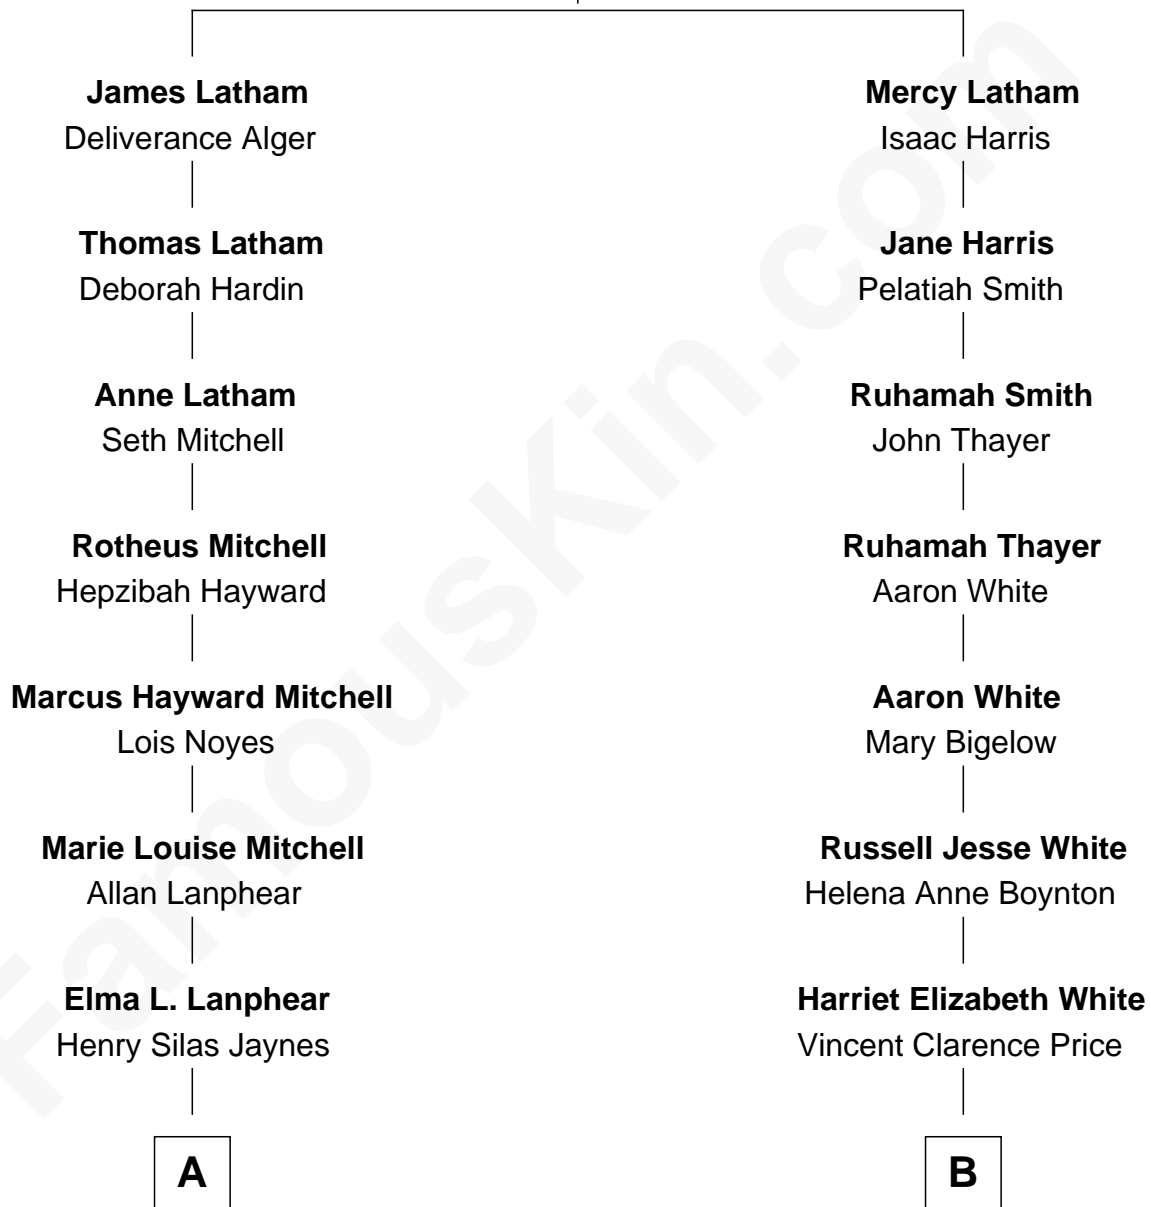 James Latham
Deliverance Alger
Mercy Latham
Isaac Harris
Thomas Latham
Deborah Hardin
Jane Harris
Pelatiah Smith
Anne Latham
Seth Mitchell
Ruhamah Smith
John Thayer
Rotheus Mitchell
Hepzibah Hayward
Ruhamah Thayer
Aaron White
Marcus Hayward Mitchell
Lois Noyes
Aaron White
Mary Bigelow
Marie Louise Mitchell
Allan Lanphear
Russell Jesse White
Helena Anne Boynton
Elma L. Lanphear
Henry Silas Jaynes
Harriet Elizabeth White
Vincent Clarence Price
A
B
FamousKin.com